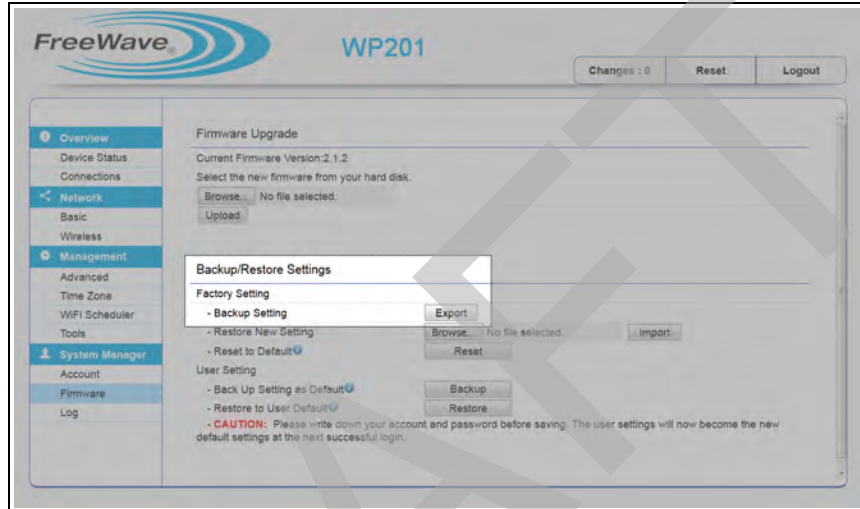 FreeWave®
WP201
Changes : 0 Reset Logout
Overview
Device Status
Connections
Network
Basic
Wireless
Management
Advanced
Time Zone
WiFi Scheduler
Tools
System Manager
Account
Firmware
Log
Firmware Upgrade
Current Firmware Version:2.1.2
Select the new firmware from your hard disk.
Browse... No file selected.
Upload
Backup/Restore Settings
Factory Setting
- Backup Setting Export
- Restore New Setting Browse... No file selected. Import
- Reset to Default Reset
User Setting
- Back Up Setting as Default Backup
- Restore to User Default Restore
- CAUTION: Please write down your account and password before saving. The user settings will now become the new
default settings at the next successful login.